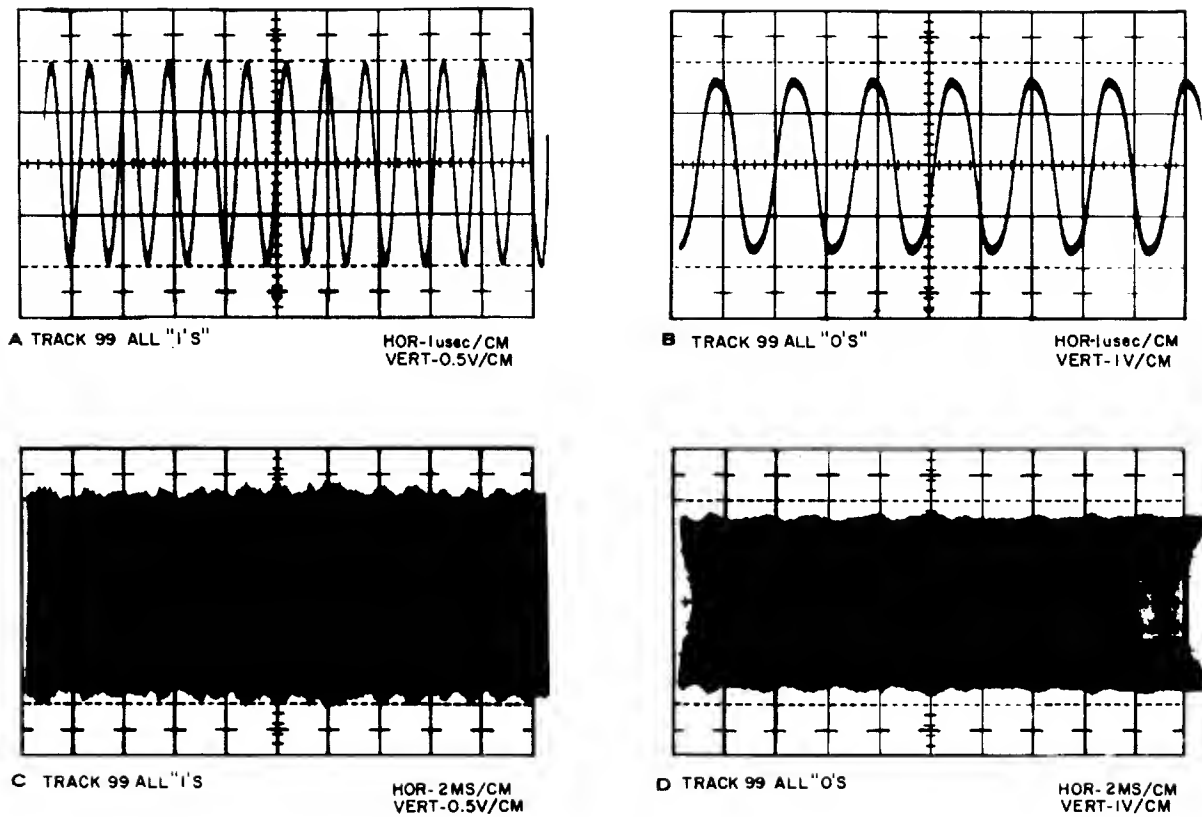 A TRACK 99 ALL "1'S"
HOR-1usec/CM
VERT-0.5V/CM
B TRACK 99 ALL "0'S"
HOR-1usec/CM
VERT-1V/CM
C TRACK 99 ALL "1'S
HOR-2MS/CM
VERT-0.5V/CM
D TRACK 99 ALL "0'S
HOR-2MS/CM
VERT-1V/CM